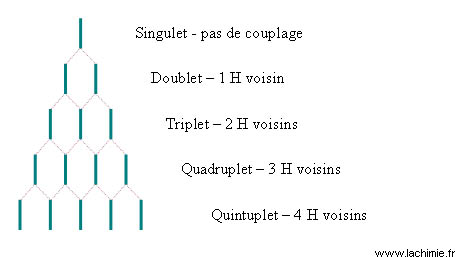 Singulet - pas de couplage
Doublet – 1 H voisin
Triplet – 2 H voisins
Quadruplet – 3 H voisins
Quintuplet – 4 H voisins
www.lachimie.fr